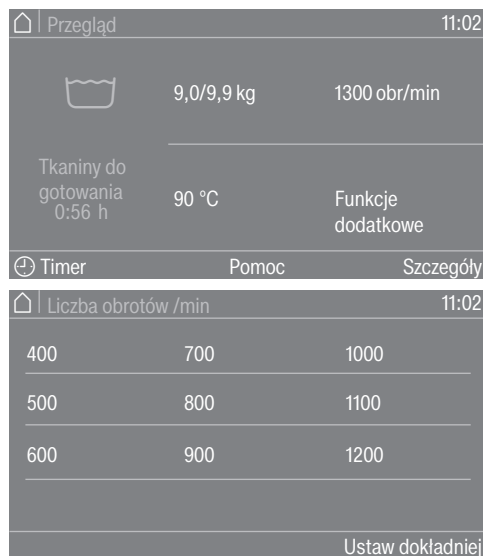 Przegląd 11:02
9,0/9,9 kg 1300 obr/min
Tkaniny do
gotowania
0:56 h
90 °C Funkcje
dodatkowe
Timer Pomoc Szczegóły
Liczba obrotów /min 11:02
400 700 1000
500 800 1100
600 900 1200
Ustaw dokładniej